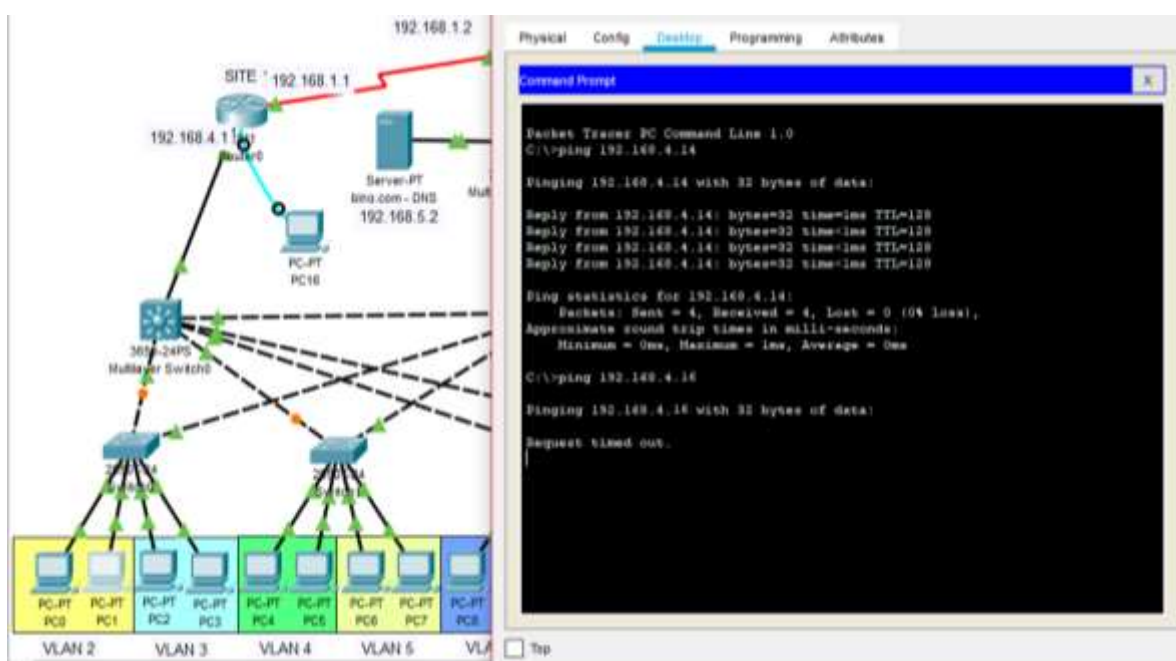 192.168.1.2
SITE
192.168.1.1
192.168.4.1
Server-PT
bino.com - DNS
192.168.5.2
PC-PT
PC16
Multilayer Switch0
PC-PT
PC0
PC-PT
PC1
PC-PT
PC2
PC-PT
PC3
PC-PT
PC4
PC-PT
PC5
PC-PT
PC6
PC-PT
PC7
PC-PT
PC8
VLAN 2
VLAN 3
VLAN 4
VLAN 5
Physical Config Desktop Programming Attributes
Command Prompt
X
Packet Tracer PC Command Line 1.0
C:\>ping 192.168.4.14
Pinging 192.168.4.14 with 32 bytes of data:
Reply from 192.168.4.14: bytes=32 time=1ms TTL=128
Reply from 192.168.4.14: bytes=32 time<1ms TTL=128
Reply from 192.168.4.14: bytes=32 time<1ms TTL=128
Reply from 192.168.4.14: bytes=32 time<1ms TTL=128
Ping statistics for 192.168.4.14:
Packets: Sent = 4, Received = 4, Lost = 0 (0% loss),
Approximate round trip times in milli-seconds:
Minimum = 0ms, Maximum = 1ms, Average = 0ms
C:\>ping 192.168.4.16
Pinging 192.168.4.16 with 32 bytes of data:
Request timed out.
Top